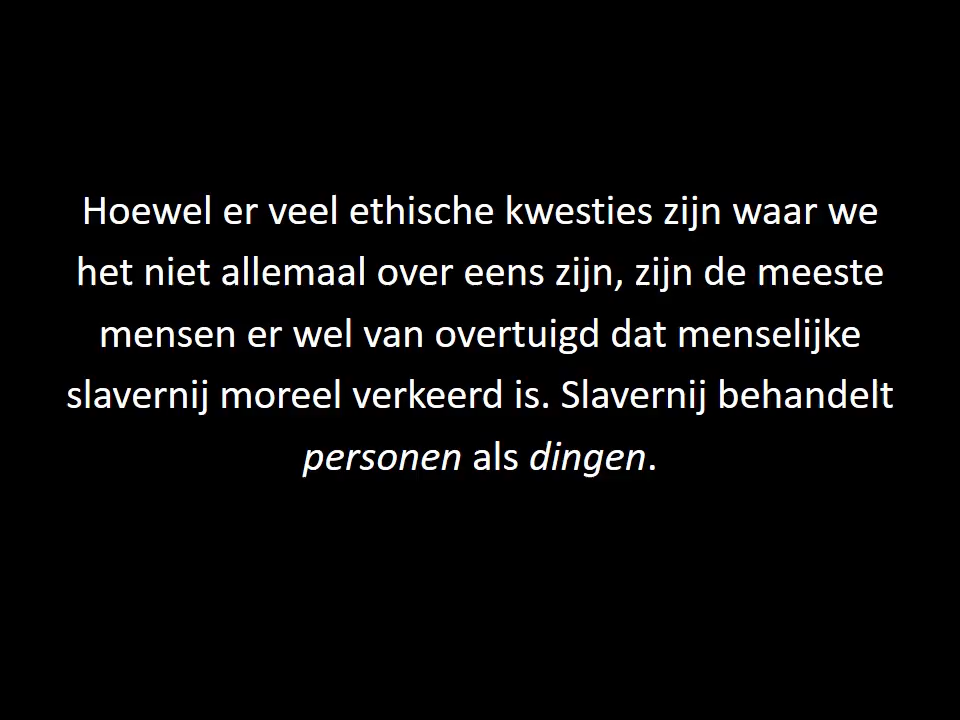 Hoewel er veel ethische kwesties zijn waar we
het niet allemaal over eens zijn, zijn de meeste
mensen er wel van overtuigd dat menselijke
slavernij moreel verkeerd is. Slavernij behandelt
personen als dingen.